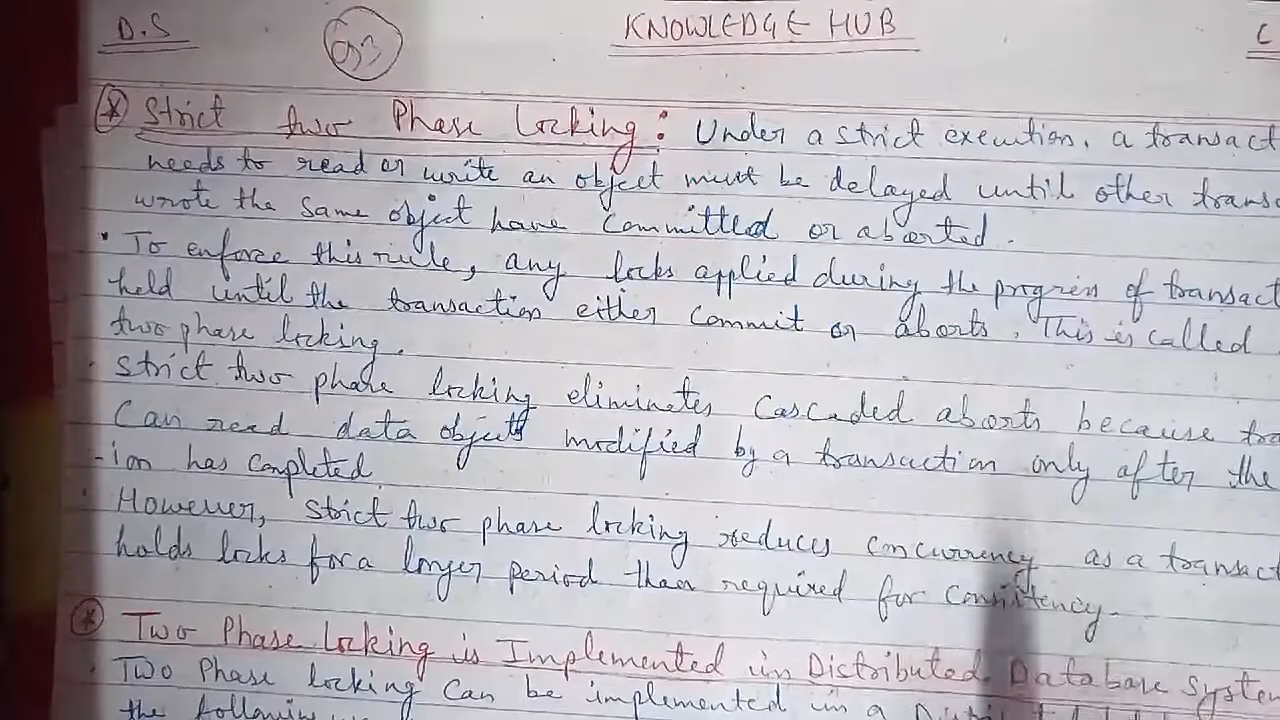 D.S KNOWLEDGE HUB C
Strict two Phase Locking: Under a strict execution, a transact
needs to read or write an object must be delayed until other transa
wrote the same object have committed or aborted.
• To enforce this rule, any locks applied during the progress of transact
held until the transaction either commit or aborts. This is called
two phase locking.
• Strict two phase locking eliminates Cascaded aborts because tra
Can read data objects modified by a transaction only after the
-ion has completed
• However, strict two phase locking reduces concurrency as a transact
holds locks for a longer period than required for Consistency.
Two Phase Locking is Implemented in Distributed Database System
• Two Phase locking Can be implemented in a
the following